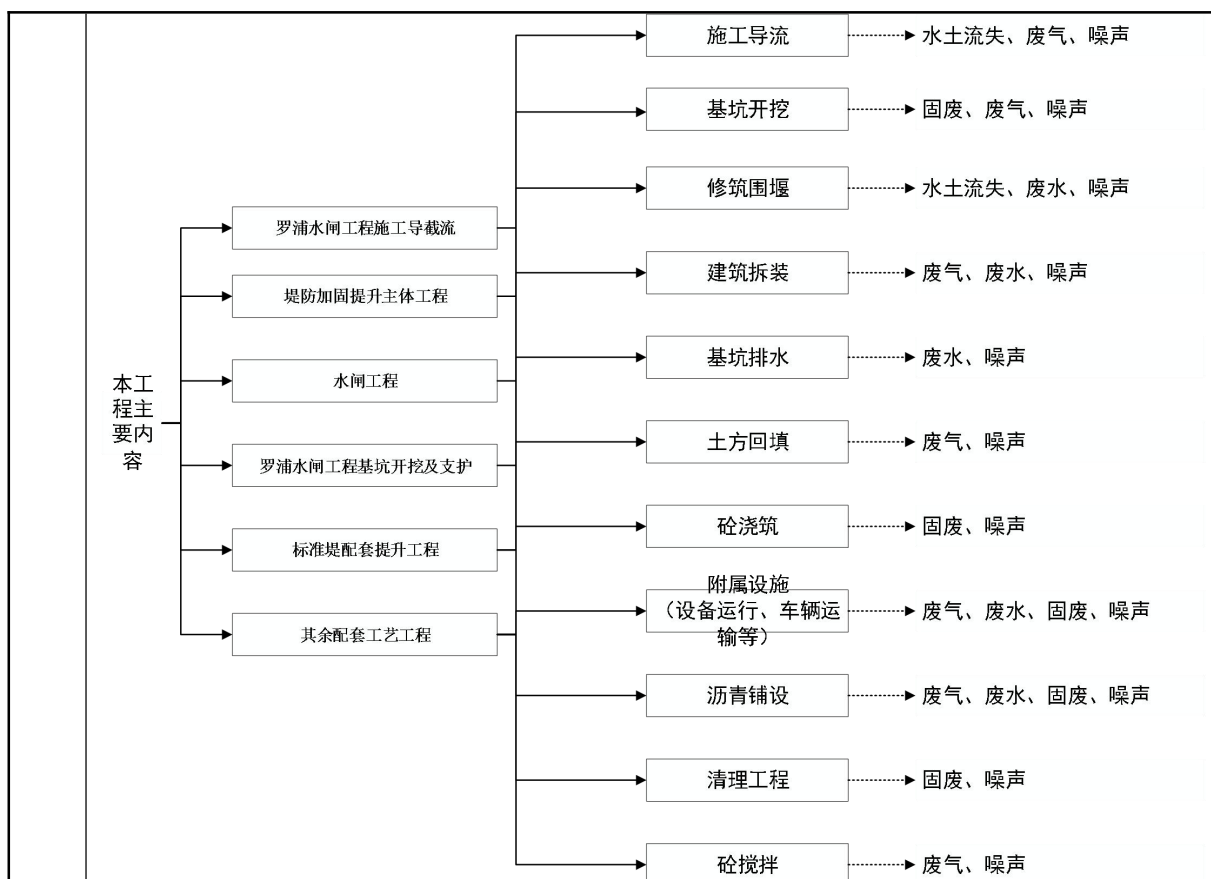 本工
程主
要内
容
罗浦水闸工程施工导截流
堤防加固提升主体工程
水闸工程
罗浦水闸工程基坑开挖及支护
标准堤配套提升工程
其余配套工艺工程
施工导流
水土流失、废气、噪声
基坑开挖
固废、废气、噪声
修筑围堰
水土流失、废水、噪声
建筑拆装
废气、废水、噪声
基坑排水
废水、噪声
土方回填
废气、噪声
砼浇筑
固废、噪声
附属设施
（设备运行、车辆运
输等）
废气、废水、固废、噪声
沥青铺设
废气、废水、固废、噪声
清理工程
固废、噪声
砼搅拌
废气、噪声